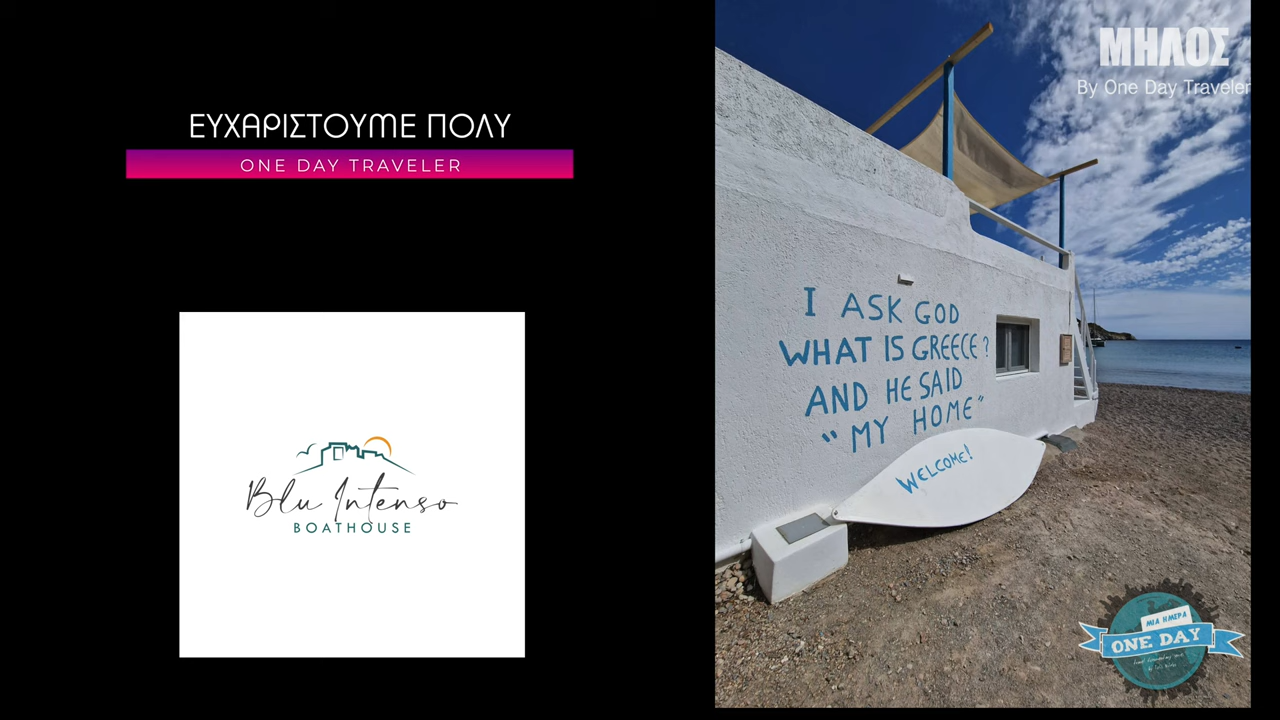 ΕΥΧΑΡΙΣΤΟΥΜΕ ΠΟΛΥ
ONE DAY TRAVELER
Blu Intenso
BOATHOUSE
ΜΗΛΟΣ
By One Day Traveler
I ASK GOD
WHAT IS GREECE?
AND HE SAID
"MY HOME"
WELCOME!
ΜΙΑ ΗΜΕΡΑ
ONE DAY